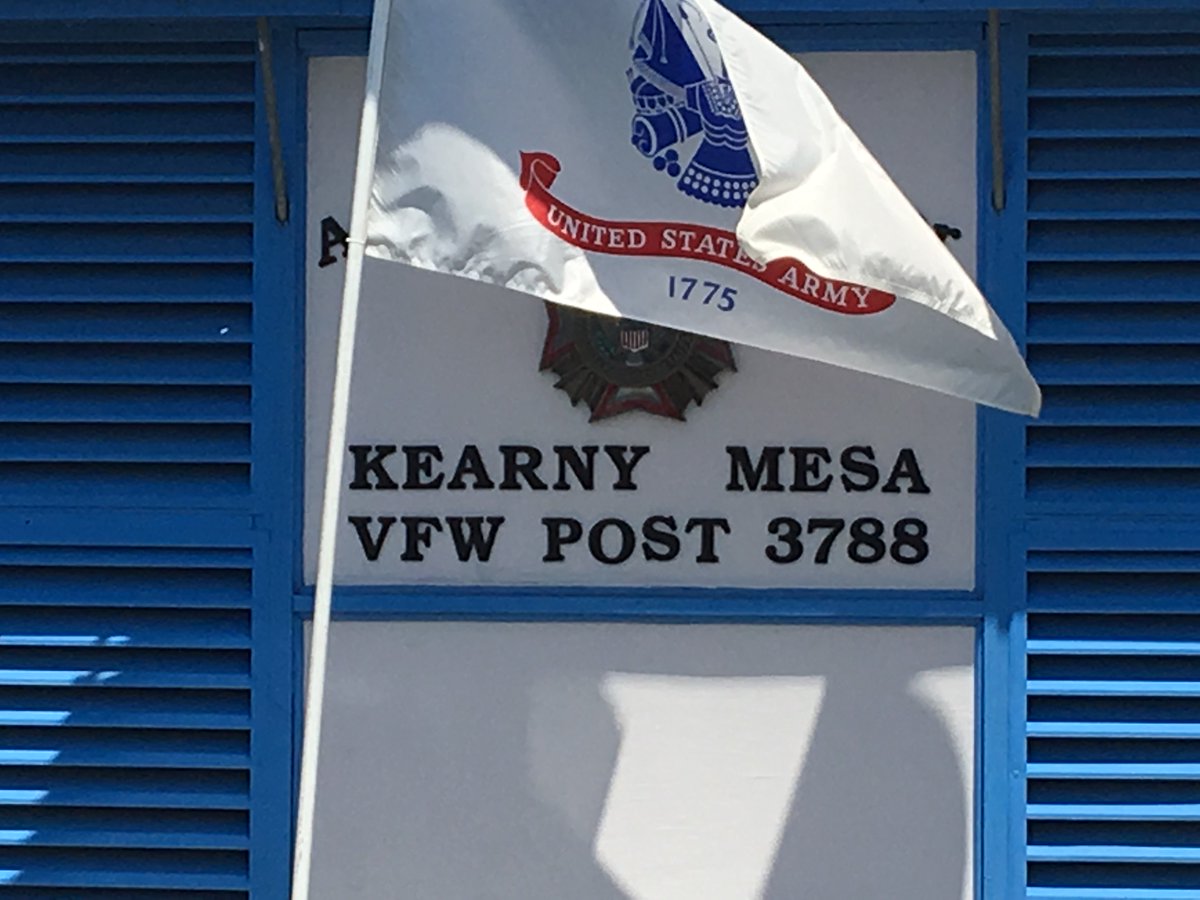 UNITED STATES ARMY
1775
KEARNY MESA
VFW POST 3788